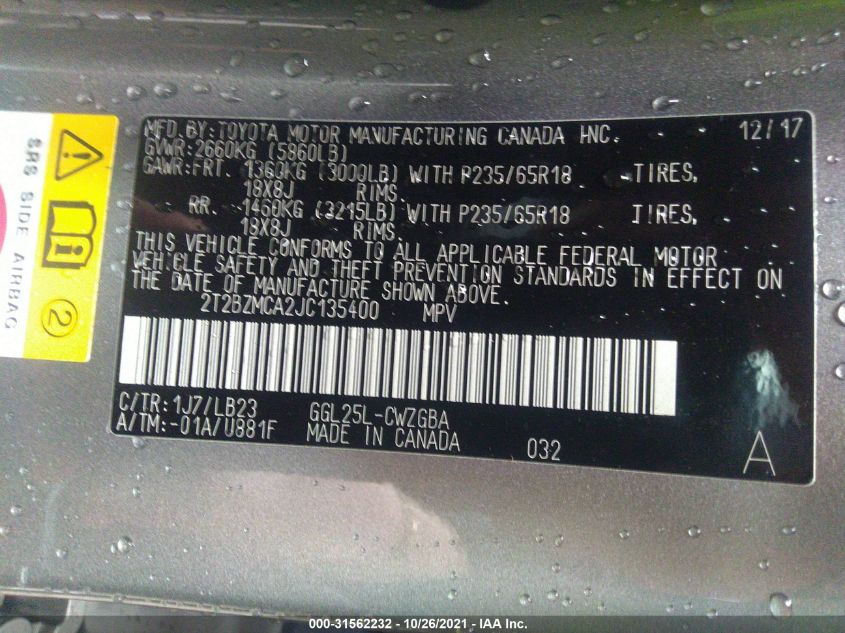 MFD.BY:TOYOTA MOTOR MANUFACTURING CANADA INC. 12/17
GVWR:2660KG (5860LB)
GAWR:FRT. 1360KG (3000LB) WITH P235/65R18 TIRES,
18X8J RIMS.
RR. 1460KG (3215LB) WITH P235/65R18 TIRES,
18X8J RIMS.
THIS VEHICLE CONFORMS TO ALL APPLICABLE FEDERAL MOTOR
VEHICLE SAFETY AND THEFT PREVENTION STANDARDS IN EFFECT ON
THE DATE OF MANUFACTURE SHOWN ABOVE.
2T2BZMCA2JC135400 MPV
C/TR:1J7/LB23 GGL25L-CWZGBA
A/TM:-01A/U881F MADE IN CANADA 032
A
SRS SIDE AIRBAG
2
000-31562232 - 10/26/2021 - IAA Inc.